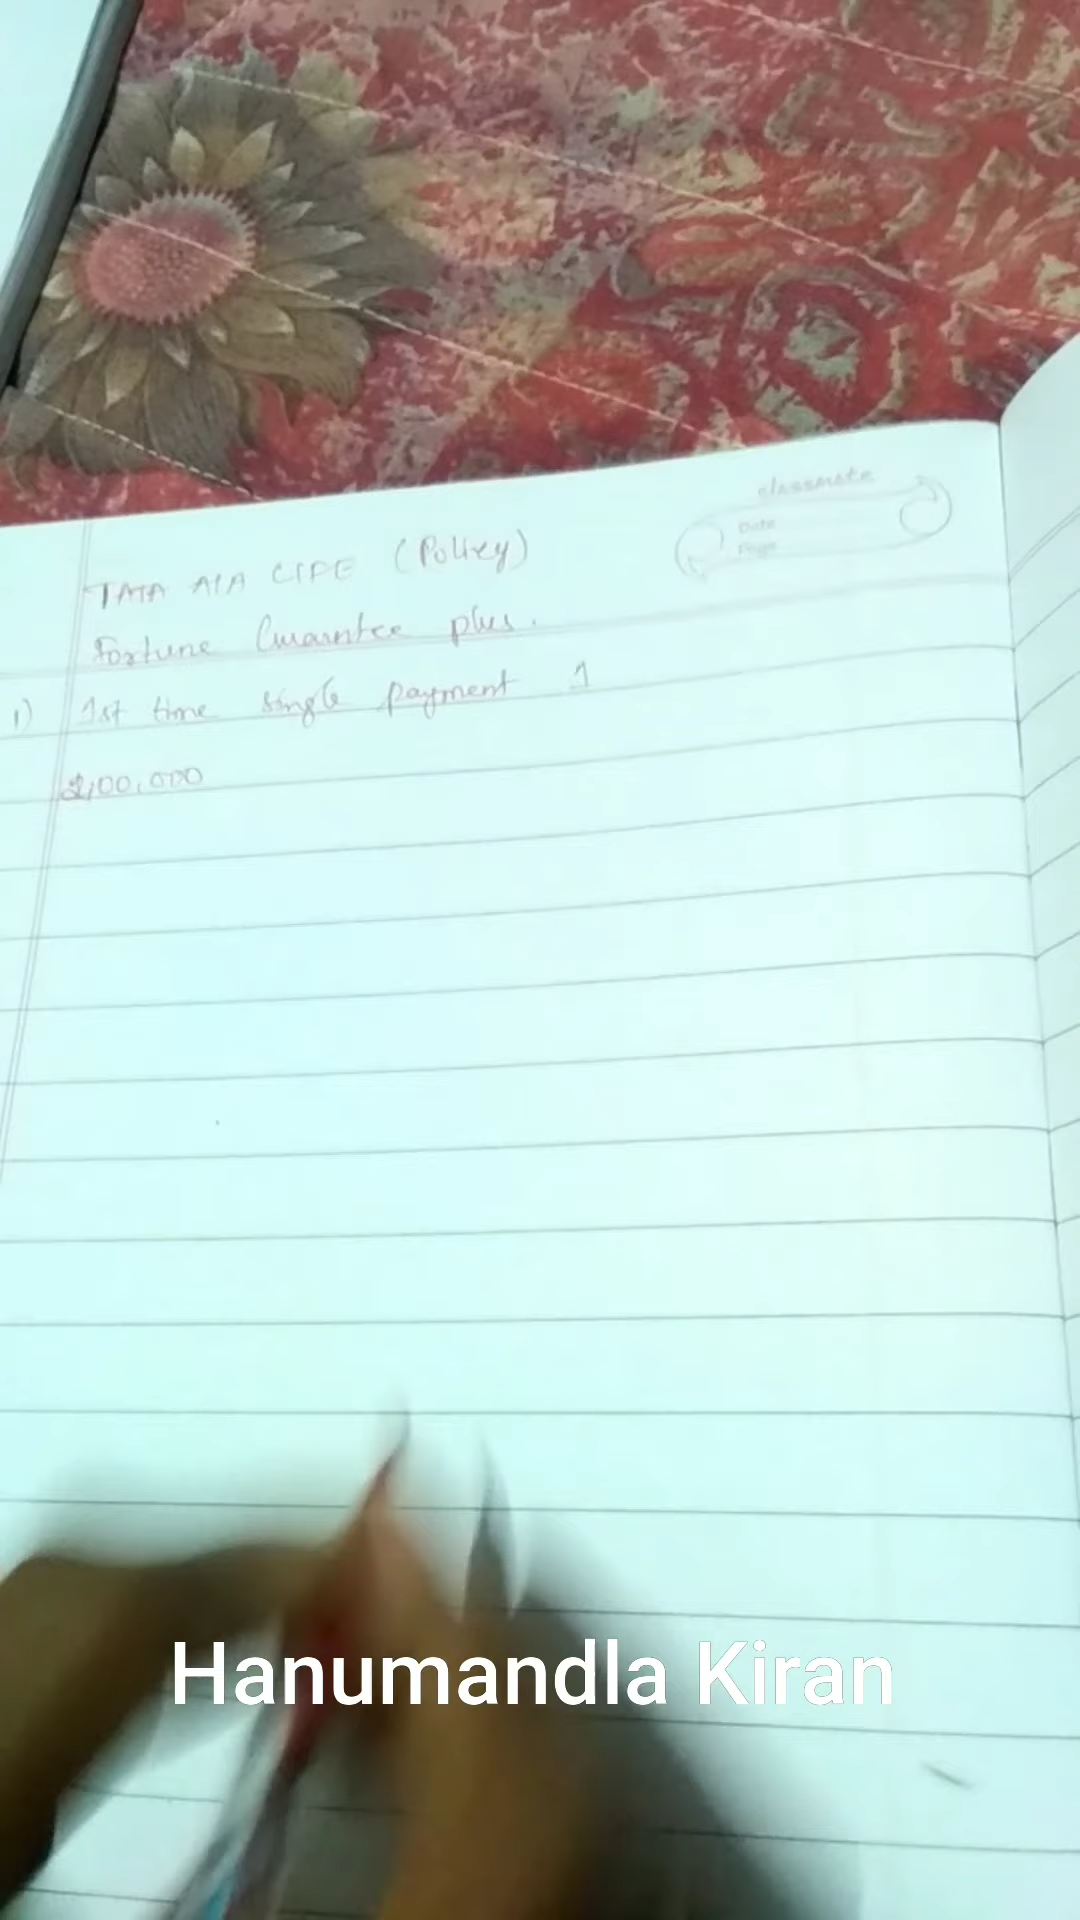 classmate
Date
Page
TATA AIA LIFE (Policy)
Fortune Guarntee plus.
1) 1st time single payment 1
2,00,000
Hanumandla Kiran